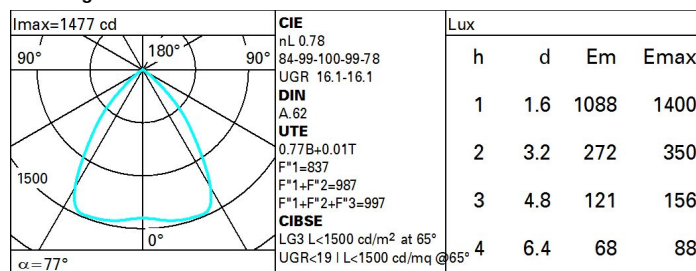 Imax=1477 cd
90° 180° 90°
1500
0°
α=77°
CIE
nL 0.78
84-99-100-99-78
UGR 16.1-16.1
DIN
A.62
UTE
0.77B+0.01T
F"1=837
F"1+F"2=987
F"1+F"2+F"3=997
CIBSE
LG3 L<1500 cd/m² at 65°
UGR<19 | L<1500 cd/mq @65°
Lux
h d Em Emax
1 1.6 1088 1400
2 3.2 272 350
3 4.8 121 156
4 6.4 68 88